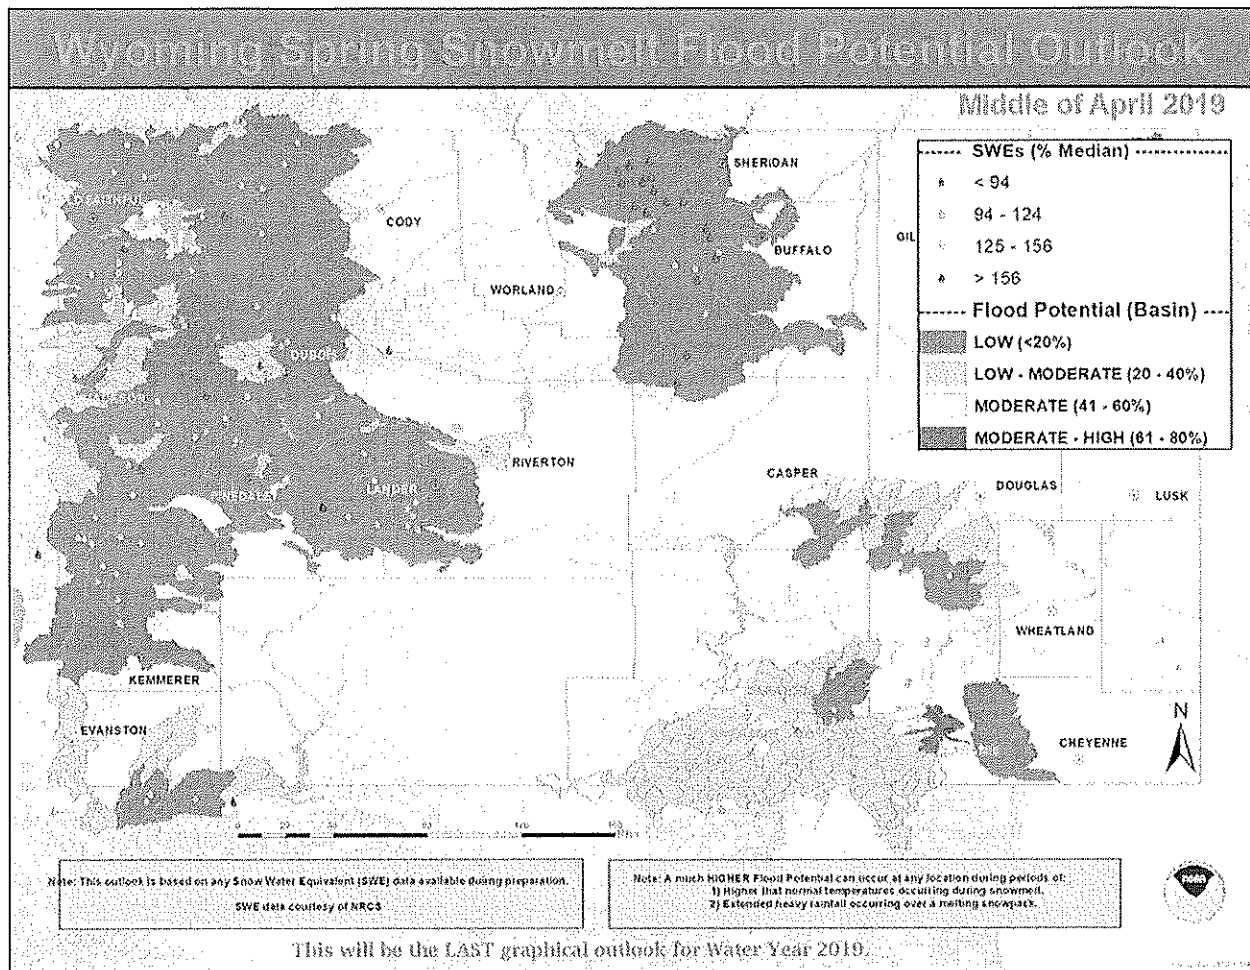 Wyoming Spring Snowmelt Flood Potential Outlook
Middle of April 2019
SWEs (% Median)
< 94
94 - 124
125 - 156
> 156
Flood Potential (Basin)
LOW (<20%)
LOW - MODERATE (20 - 40%)
MODERATE (41 - 60%)
MODERATE - HIGH (61 - 80%)
SHERIDAN
CODY
BUFFALO
GIL
WORLAND
DUBOIS
RIVERTON
CASPER
DOUGLAS
LUSK
PINEDALE
LANDER
WHEATLAND
KEMMERER
EVANSTON
CHEYENNE
N
Note: This outlook is based on any Snow Water Equivalent (SWE) data available during preparation.
SWE data courtesy of NRCS
Note: A much HIGHER Flood Potential can occur at any location during periods of:
1) Higher that normal temperatures occurring during snowmelt.
2) Extended heavy rainfall occurring over a melting snowpack.
This will be the LAST graphical outlook for Water Year 2019.